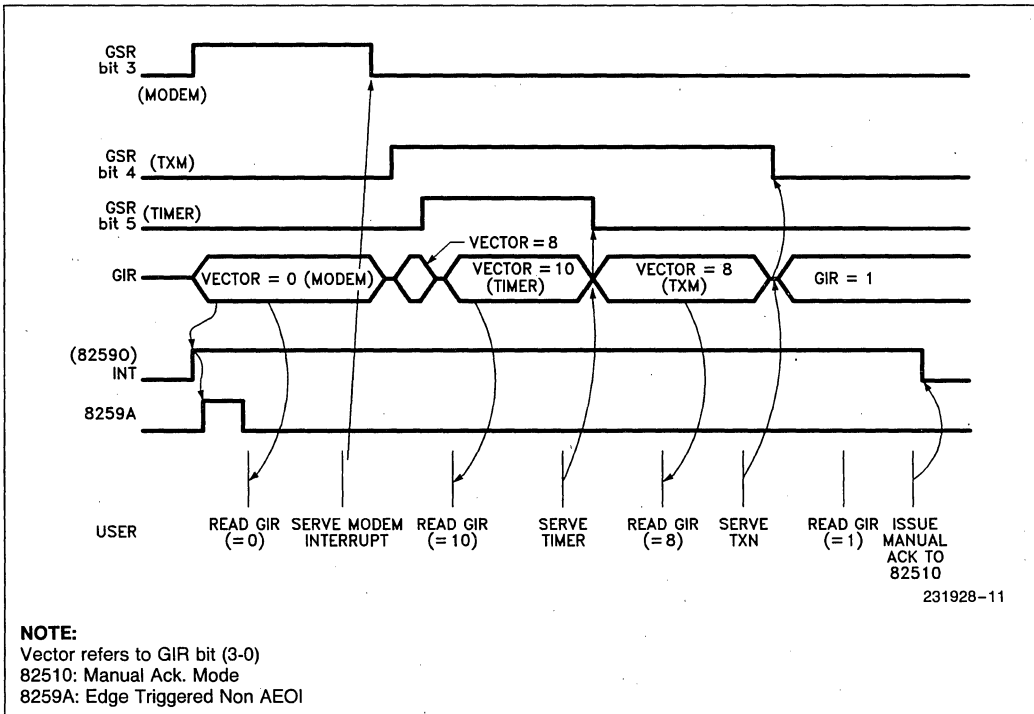 GSR
bit 3
(MODEM)
GSR
bit 4
(TXM)
GSR
bit 5
(TIMER)
VECTOR = 8
GIR
VECTOR = 0 (MODEM)
VECTOR = 10
(TIMER)
VECTOR = 8
(TXM)
GIR = 1
(82590)
INT
8259A
USER
READ GIR
(=0)
SERVE MODEM
INTERRUPT
READ GIR
(=10)
SERVE
TIMER
READ GIR
(=8)
SERVE
TXN
READ GIR
(=1)
ISSUE
MANUAL
ACK TO
82510
231928–11
NOTE:
Vector refers to GIR bit (3-0)
82510: Manual Ack. Mode
8259A: Edge Triggered Non AEOI